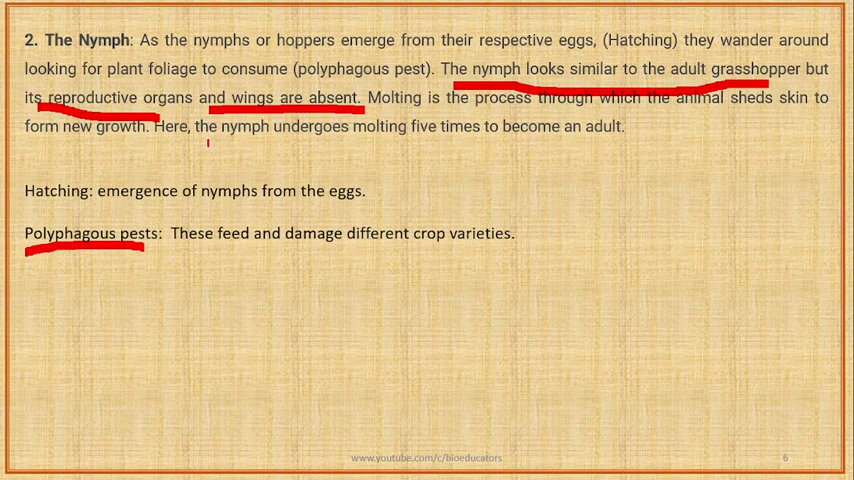 2. The Nymph: As the nymphs or hoppers emerge from their respective eggs, (Hatching) they wander around
looking for plant foliage to consume (polyphagous pest). The nymph looks similar to the adult grasshopper but
its reproductive organs and wings are absent. Molting is the process through which the animal sheds skin to
form new growth. Here, the nymph undergoes molting five times to become an adult.
Hatching: emergence of nymphs from the eggs.
Polyphagous pests: These feed and damage different crop varieties.
www.youtube.com/c/bioeducators
6